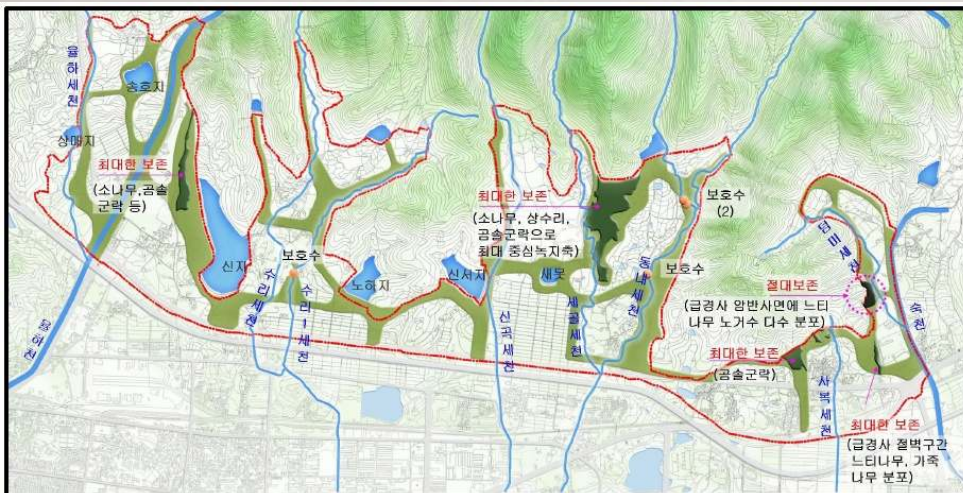 율하세천
송호지
상매지
최대한 보존
(소나무,곰솔
군락 등)
신지
율하천
수리세천
보호수
수리1세천
노하지
신서지
신곡세천
최대한 보존
(소나무, 상수리,
곰솔군락으로
최대 중심녹지축)
새못
세골세천
동내세천
보호수
(2)
보호수
절대보존
(급경사 암반사면에 느티
나무 노거수 다수 분포)
숙천
최대한 보존
(곰솔군락)
사복세천
최대한 보존
(급경사 절벽구간
느티나무, 가죽
나무 분포)